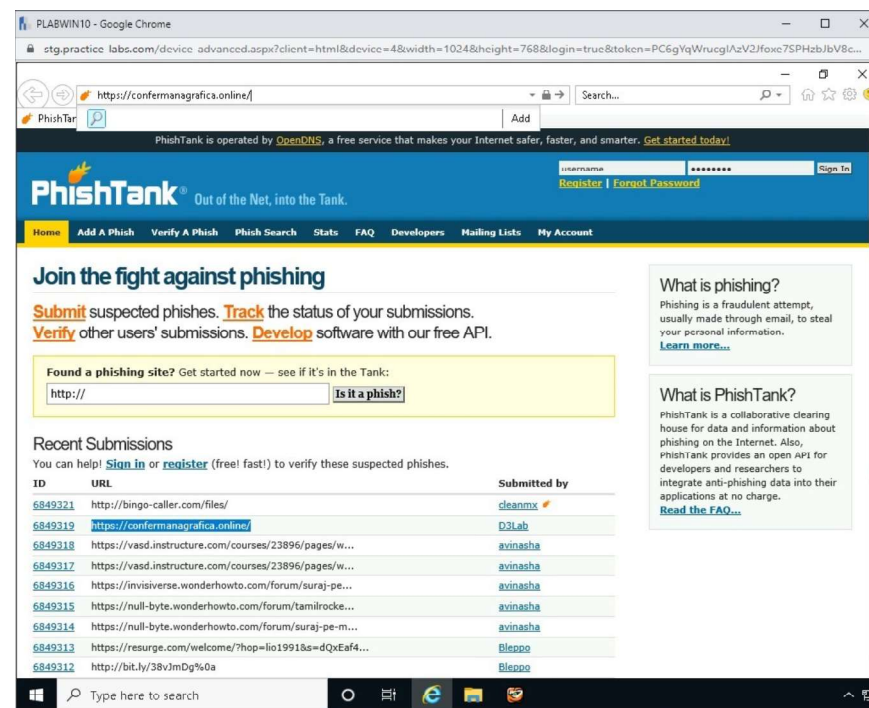 PLABWIN10 - Google Chrome
stg.practice-labs.com/device-advanced.aspx?client=html&device=4&width=1024&height=768&login=true&token=
https://confermanagrafica.online/
Search...
PhishTar
Add
PhishTank is operated by OpenDNS, a free service that makes your Internet safer, faster, and smarter. Get started today!
username
Sign In
Register | Forgot Password
PhishTank® Out of the Net, into the Tank.
Home Add A Phish Verify A Phish Phish Search Stats FAQ Developers Mailing Lists My Account
Join the fight against phishing
Submit suspected phishes. Track the status of your submissions.
Verify other users' submissions. Develop software with our free API.
Found a phishing site? Get started now — see if it's in the Tank:
http://
Is it a phish?
Recent Submissions
You can help! Sign in or register (free! fast!) to verify these suspected phishes.
ID URL Submitted by
6849321 http://bingo-caller.com/files/ cleanmx
6849319 https://confermanagrafica.online/ D3Lab
6849318 https://vasd.instructure.com/courses/23896/pages/w... avinasha
6849317 https://vasd.instructure.com/courses/23896/pages/w... avinasha
6849316 https://invisiverse.wonderhowto.com/forum/suraj-pe... avinasha
6849315 https://null-byte.wonderhowto.com/forum/tamilrocke... avinasha
6849314 https://null-byte.wonderhowto.com/forum/suraj-pe-m... avinasha
6849313 https://resurge.com/welcome/?hop=lio1991&s=dQxEaf4... Bleppo
6849312 http://bit.ly/38vJmDg%0a Bleppo
What is phishing?
Phishing is a fraudulent attempt,
usually made through email, to steal
your personal information.
Learn more...
What is PhishTank?
PhishTank is a collaborative clearing
house for data and information about
phishing on the Internet. Also,
PhishTank provides an open API for
developers and researchers to
integrate anti-phishing data into their
applications at no charge.
Read the FAQ...
Type here to search